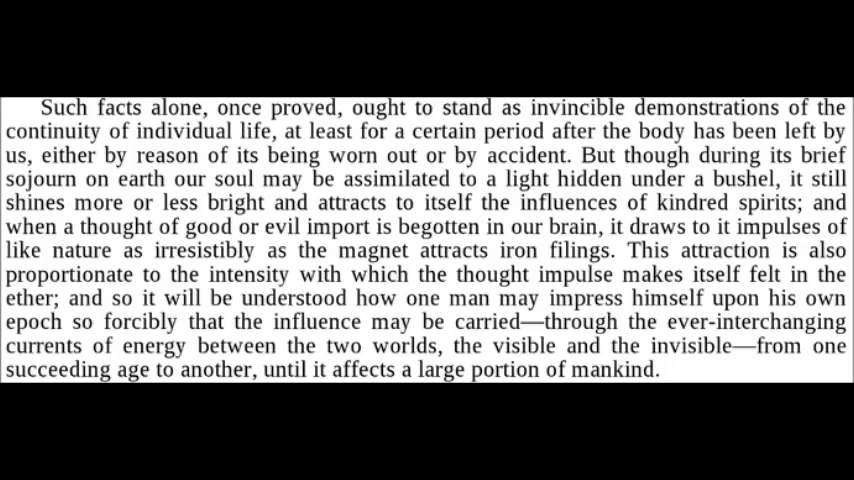 Such facts alone, once proved, ought to stand as invincible demonstrations of the
continuity of individual life, at least for a certain period after the body has been left by
us, either by reason of its being worn out or by accident. But though during its brief
sojourn on earth our soul may be assimilated to a light hidden under a bushel, it still
shines more or less bright and attracts to itself the influences of kindred spirits; and
when a thought of good or evil import is begotten in our brain, it draws to it impulses of
like nature as irresistibly as the magnet attracts iron filings. This attraction is also
proportionate to the intensity with which the thought impulse makes itself felt in the
ether; and so it will be understood how one man may impress himself upon his own
epoch so forcibly that the influence may be carried—through the ever-interchanging
currents of energy between the two worlds, the visible and the invisible—from one
succeeding age to another, until it affects a large portion of mankind.